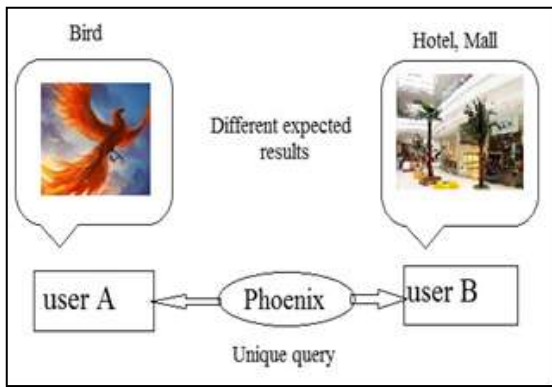 Bird
Hotel, Mall
Different expected
results
user A
Phoenix
user B
Unique query